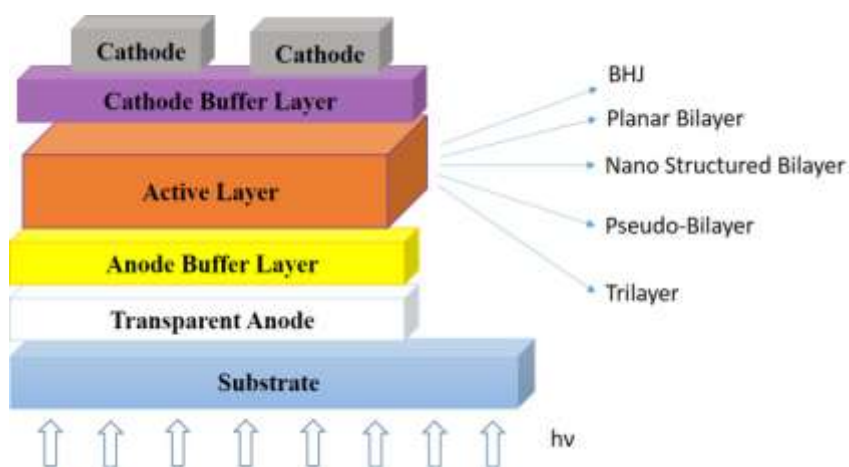 Cathode
Cathode
Cathode Buffer Layer
Active Layer
Anode Buffer Layer
Transparent Anode
Substrate
BHJ
Planar Bilayer
Nano Structured Bilayer
Pseudo-Bilayer
Trilayer
hν